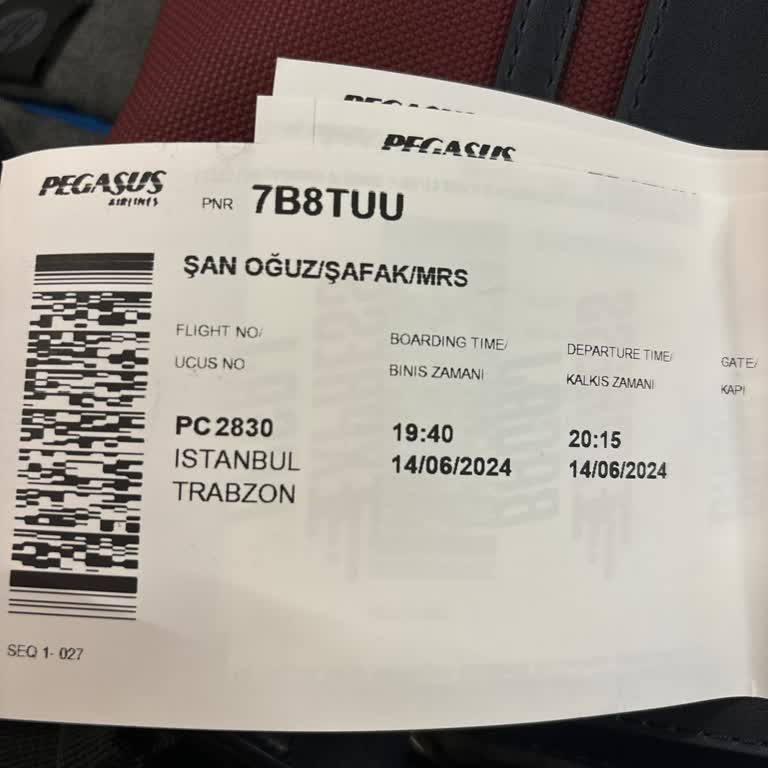 PEGASUS
PEGASUS
PEGASUS
AIRLINES
PNR 7B8TUU
ŞAN OĞUZ/ŞAFAK/MRS
FLIGHT NO/
UCUS NO
BOARDING TIME/
BINIS ZAMANI
DEPARTURE TIME/
KALKIS ZAMANI
GATE/
KAPI
PC2830
ISTANBUL
TRABZON
19:40
14/06/2024
20:15
14/06/2024
SEQ 1- 027